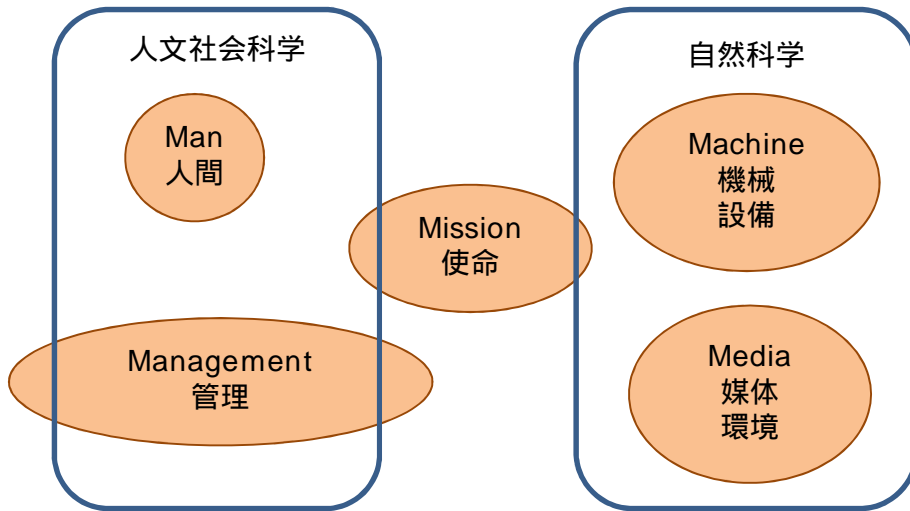 人文社会科学
Man
人間
Management
管理
Mission
使命
自然科学
Machine
機械
設備
Media
媒体
環境